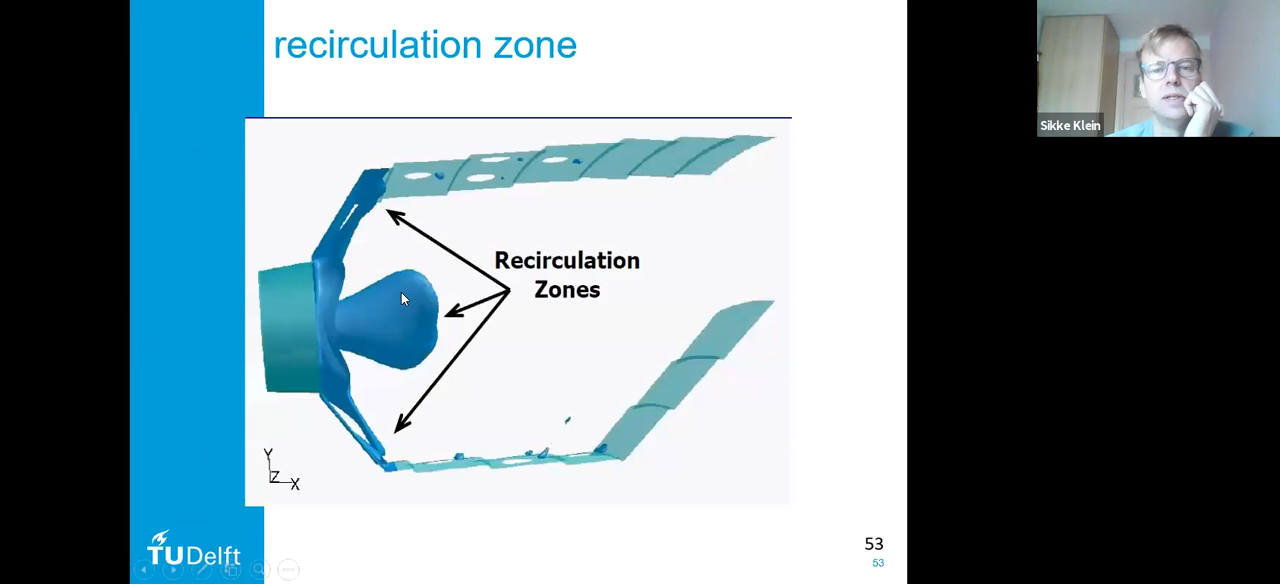 recirculation zone
Sikke Klein
Recirculation
Zones
Y
Z
X
TUDelft
53
53